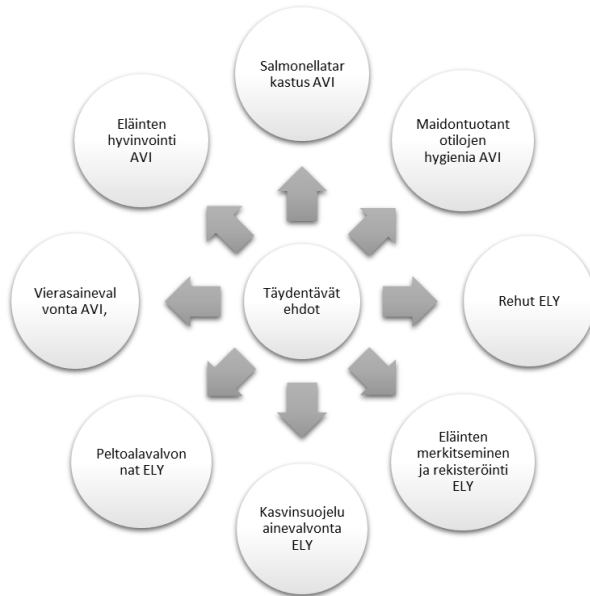 Salmonellatar
kastus AVI
Eläinten
hyvinvointi
AVI
Maidontuotant
otilojen
hygienia AVI
Vierasaineval
vonta AVI,
Täydentävät
ehdot
Rehut ELY
Peltoalavalvon
nat ELY
Eläinten
merkitseminen
ja rekisteröinti
ELY
Kasvinsuojelu
ainevalvonta
ELY